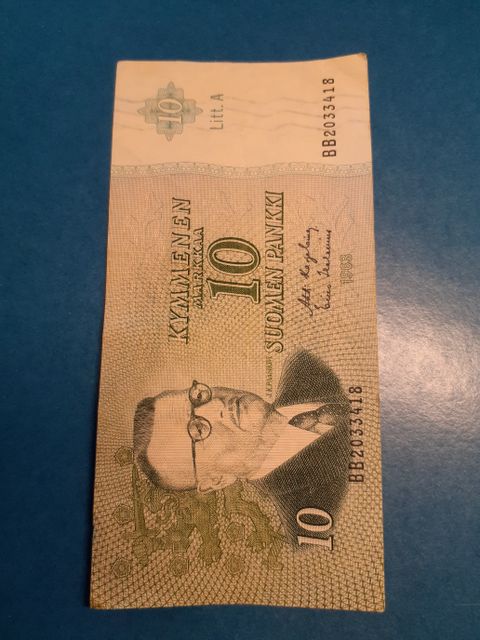 10
Litt. A
BB2033418
KYMMENEN
MARKKAA
10
SUOMEN PANKKI
1963
BB2033418
10